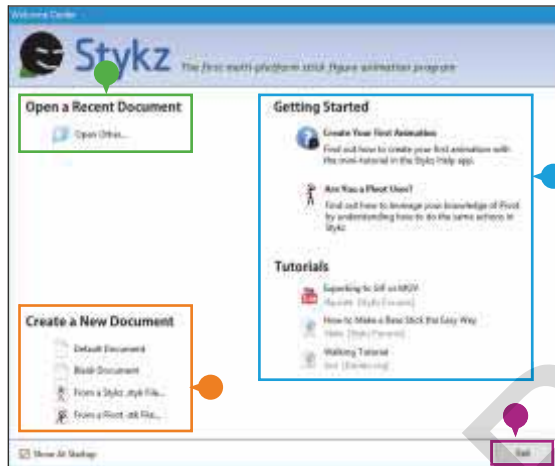 Welcome Center
Stykz The first multi-platform stick figure animation program
Open a Recent Document
Open Other...
Create a New Document
Default Document
Blank Document
From a Stykz .styk File...
From a Pivot .stk File...
Getting Started
Create Your First Animation
Find out how to create your first animation with
the mini-tutorial in the Stykz Help app.
Are You a Pivot User?
Find out how to leverage your knowledge of Pivot
by understanding how to do the same actions in
Stykz
Tutorials
Exporting to GIF or MOV
[Stykz Forums]
How to Make a Base Stick the Easy Way
[Stykz Forums]
Walking Tutorial
Show At Startup